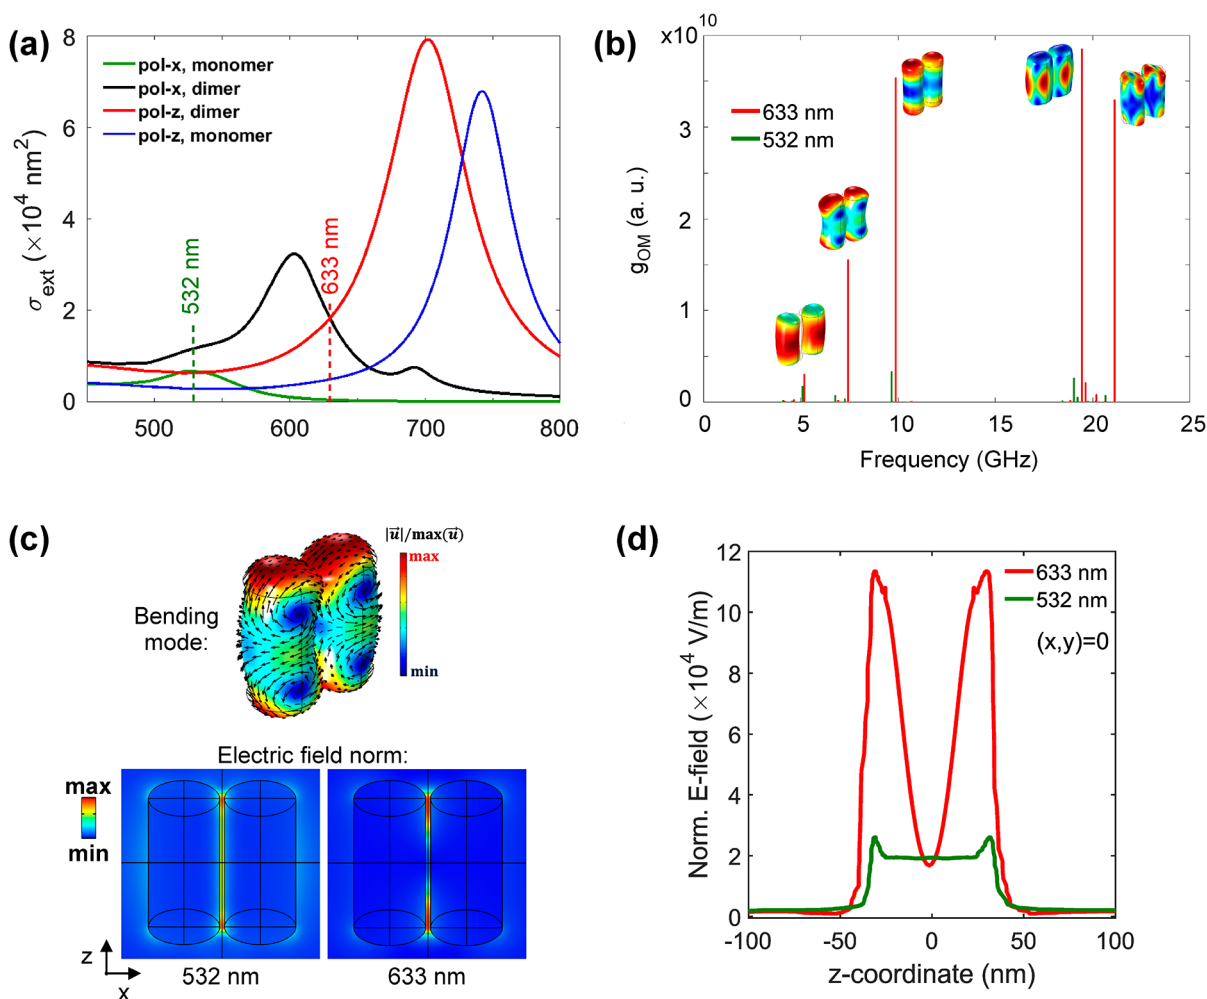 (a)
8
6
4
2
0
σext (×10⁴ nm²)
pol-x, monomer
pol-x, dimer
pol-z, dimer
pol-z, monomer
532 nm
633 nm
500 600 700 800
(b)
x10¹⁰
3
2
1
0
gOM (a. u.)
633 nm
532 nm
0 5 10 15 20 25
Frequency (GHz)
(c)
|u⃗|/max(u⃗)
max
min
Bending
mode:
Electric field norm:
max
min
z
x
532 nm
633 nm
(d)
12
10
8
6
4
2
0
Norm. E-field (×10⁴ V/m)
633 nm
532 nm
(x,y)=0
-100 -50 0 50 100
z-coordinate (nm)